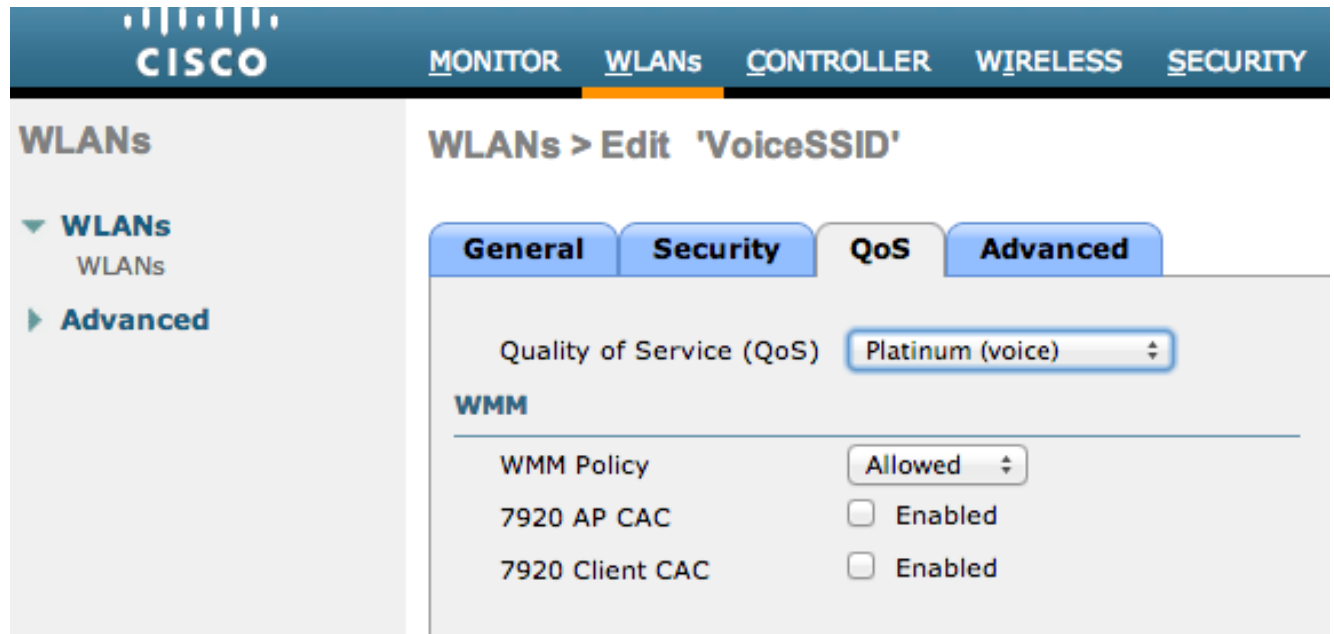 CISCO
MONITOR WLANs CONTROLLER WIRELESS SECURITY
WLANs
WLANs > Edit 'VoiceSSID'
WLANs
WLANs
Advanced
General Security QoS Advanced
Quality of Service (QoS) Platinum (voice)
WMM
WMM Policy Allowed
7920 AP CAC Enabled
7920 Client CAC Enabled